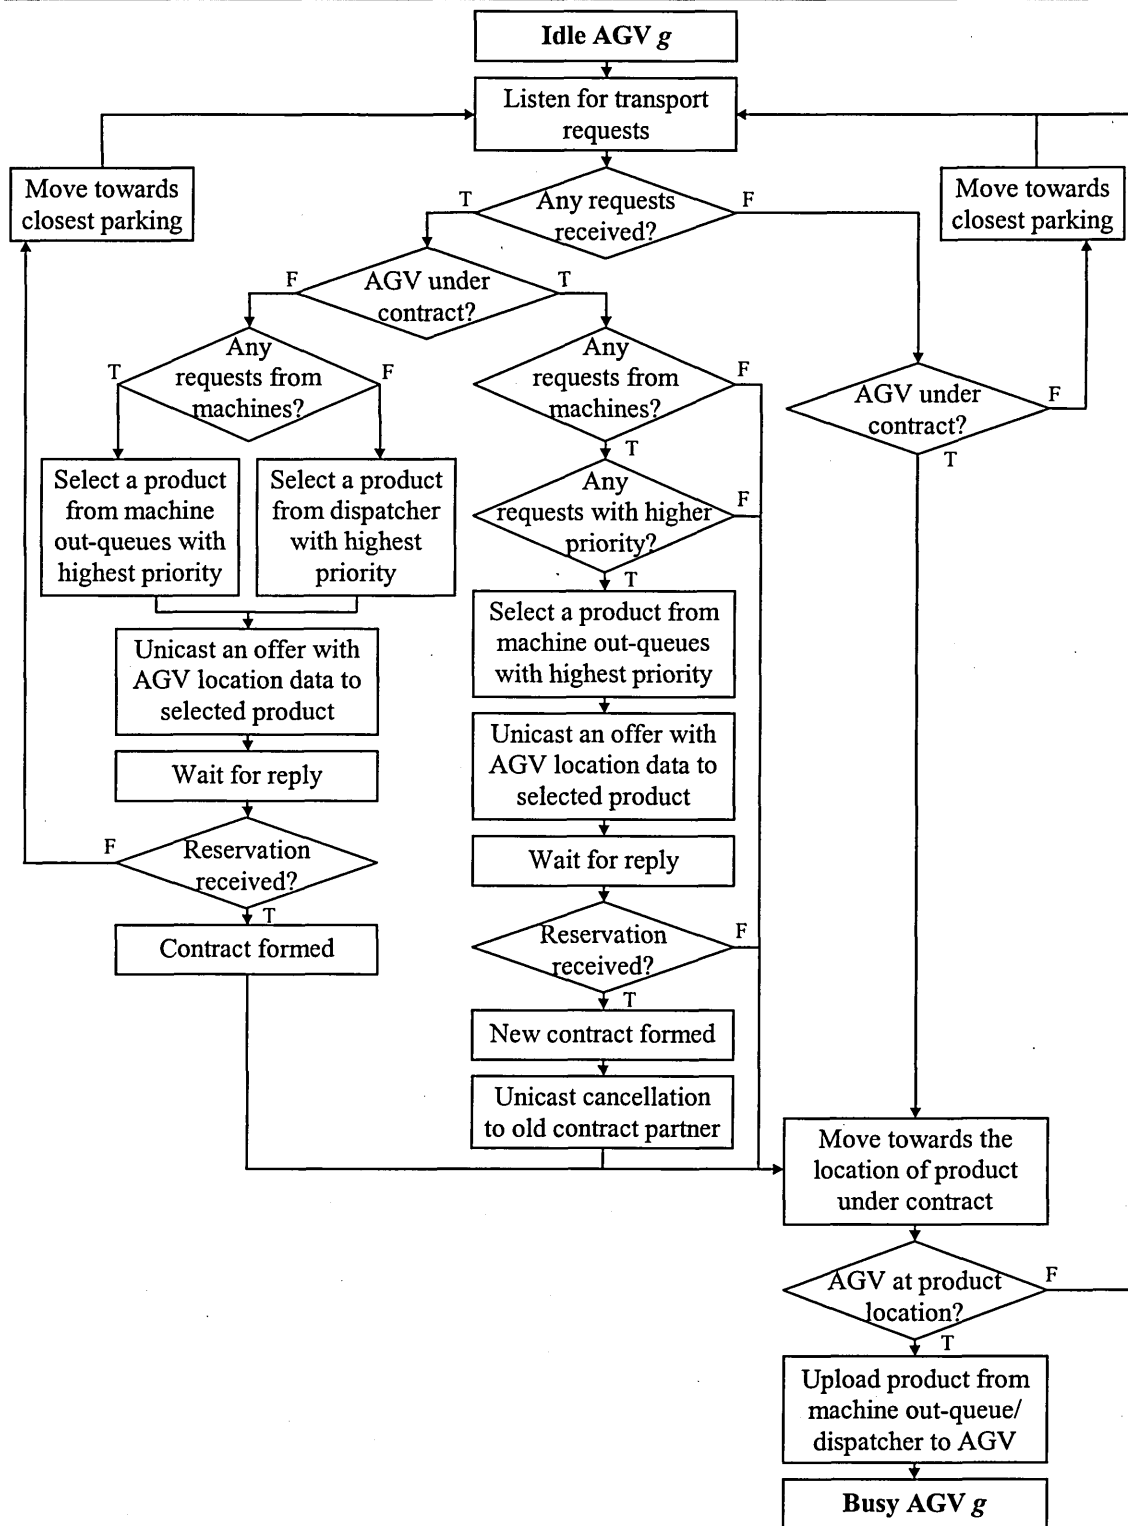 Idle AGV g
Listen for transport
requests
Move towards
closest parking
Move towards
closest parking
T
Any requests
received?
F
F
AGV under
contract?
T
T
Any
requests from
machines?
F
Any
requests from
machines?
F
T
AGV under
contract?
F
T
Select a product
from machine
out-queues with
highest priority
Select a product
from dispatcher
with highest
priority
Any
requests with higher
priority?
F
T
Select a product from
machine out-queues
with highest priority
Unicast an offer with
AGV location data to
selected product
Unicast an offer with
AGV location data to
selected product
Wait for reply
Wait for reply
F
Reservation
received?
T
Contract formed
Reservation
received?
F
T
New contract formed
Unicast cancellation
to old contract partner
Move towards the
location of product
under contract
AGV at product
location?
F
T
Upload product from
machine out-queue/
dispatcher to AGV
Busy AGV g